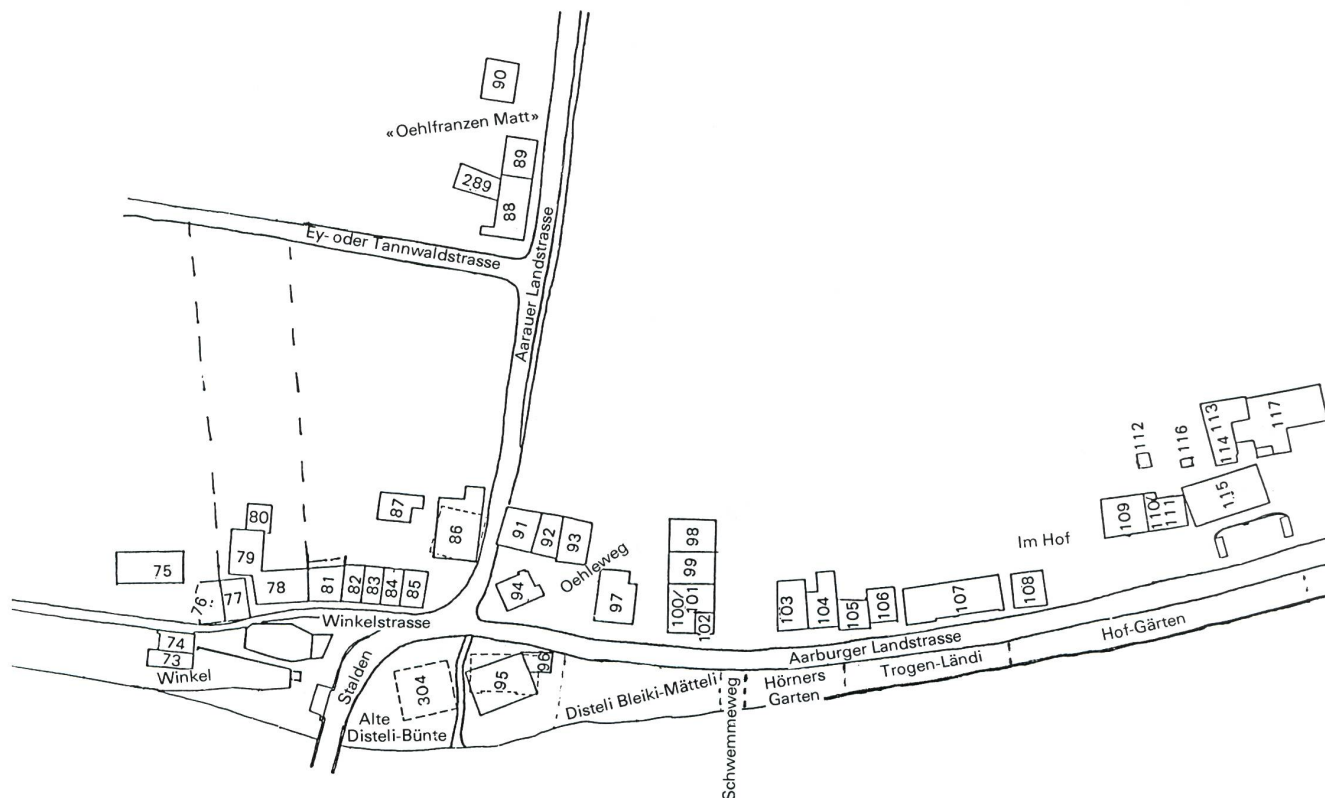 90
«Oehlfranzen Matt»
89
289
88
Ey- oder Tannwaldstrasse
Aarauer Landstrasse
80
79
75
76
77
78
81
82
83
84
85
87
86
91
92
93
94
Oehleweg
97
98
99
100/
101
102
103
104
105
106
107
108
Im Hof
109
110/
111
112
116
113
114
117
115
Winkelstrasse
74
73
Winkel
Stalden
304
Alte
Disteli-Bünte
95
96
Disteli Bleiki-Mätteli
Schwemmeweg
Hörners
Garten
Aarburger Landstrasse
Trogen-Ländi
Hof-Gärten